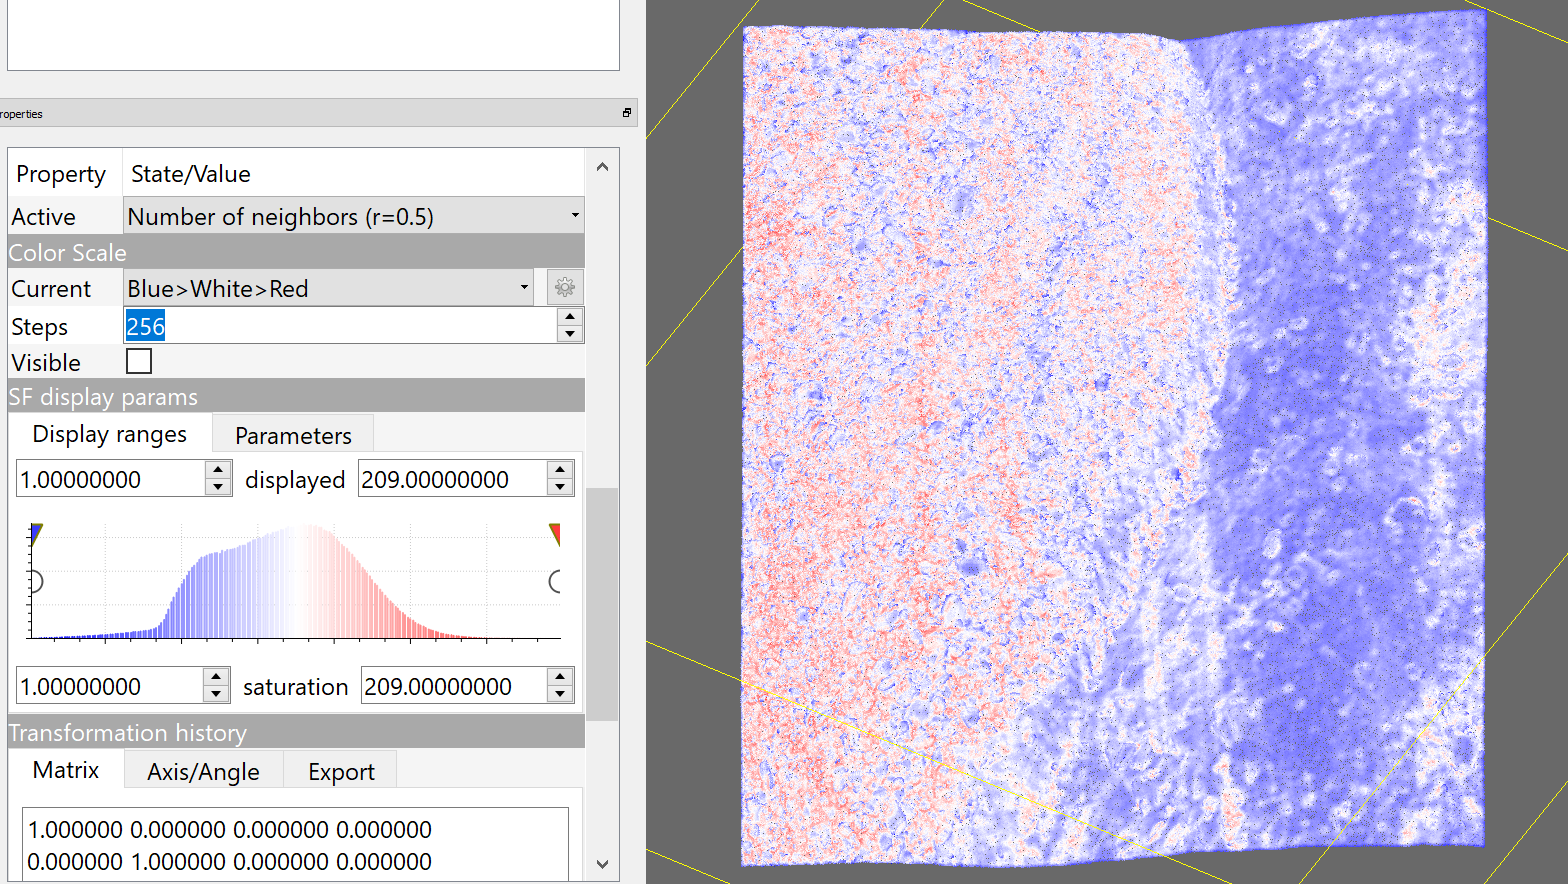 roperties
Property State/Value
Active Number of neighbors (r=0.5)
Color Scale
Current Blue>White>Red
Steps 256
Visible
SF display params
Display ranges Parameters
1.00000000 displayed 209.00000000
1.00000000 saturation 209.00000000
Transformation history
Matrix Axis/Angle Export
1.000000 0.000000 0.000000 0.000000
0.000000 1.000000 0.000000 0.000000